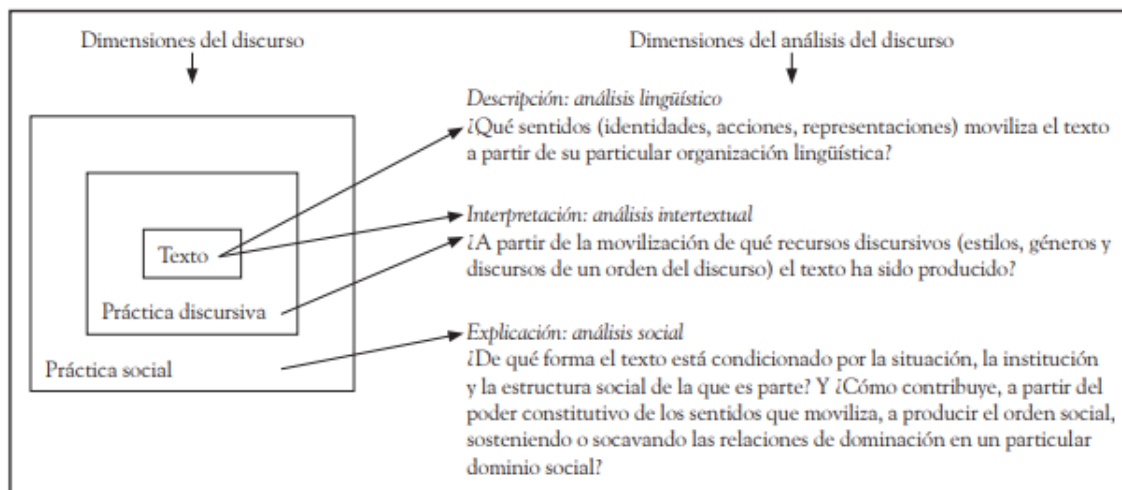 Dimensiones del discurso
Dimensiones del análisis del discurso
Texto
Práctica discursiva
Práctica social
Descripción: análisis lingüístico
¿Qué sentidos (identidades, acciones, representaciones) moviliza el texto
a partir de su particular organización lingüística?
Interpretación: análisis intertextual
¿A partir de la movilización de qué recursos discursivos (estilos, géneros y
discursos de un orden del discurso) el texto ha sido producido?
Explicación: análisis social
¿De qué forma el texto está condicionado por la situación, la institución
y la estructura social de la que es parte? Y ¿Cómo contribuye, a partir del
poder constitutivo de los sentidos que moviliza, a producir el orden social,
sosteniendo o socavando las relaciones de dominación en un particular
dominio social?